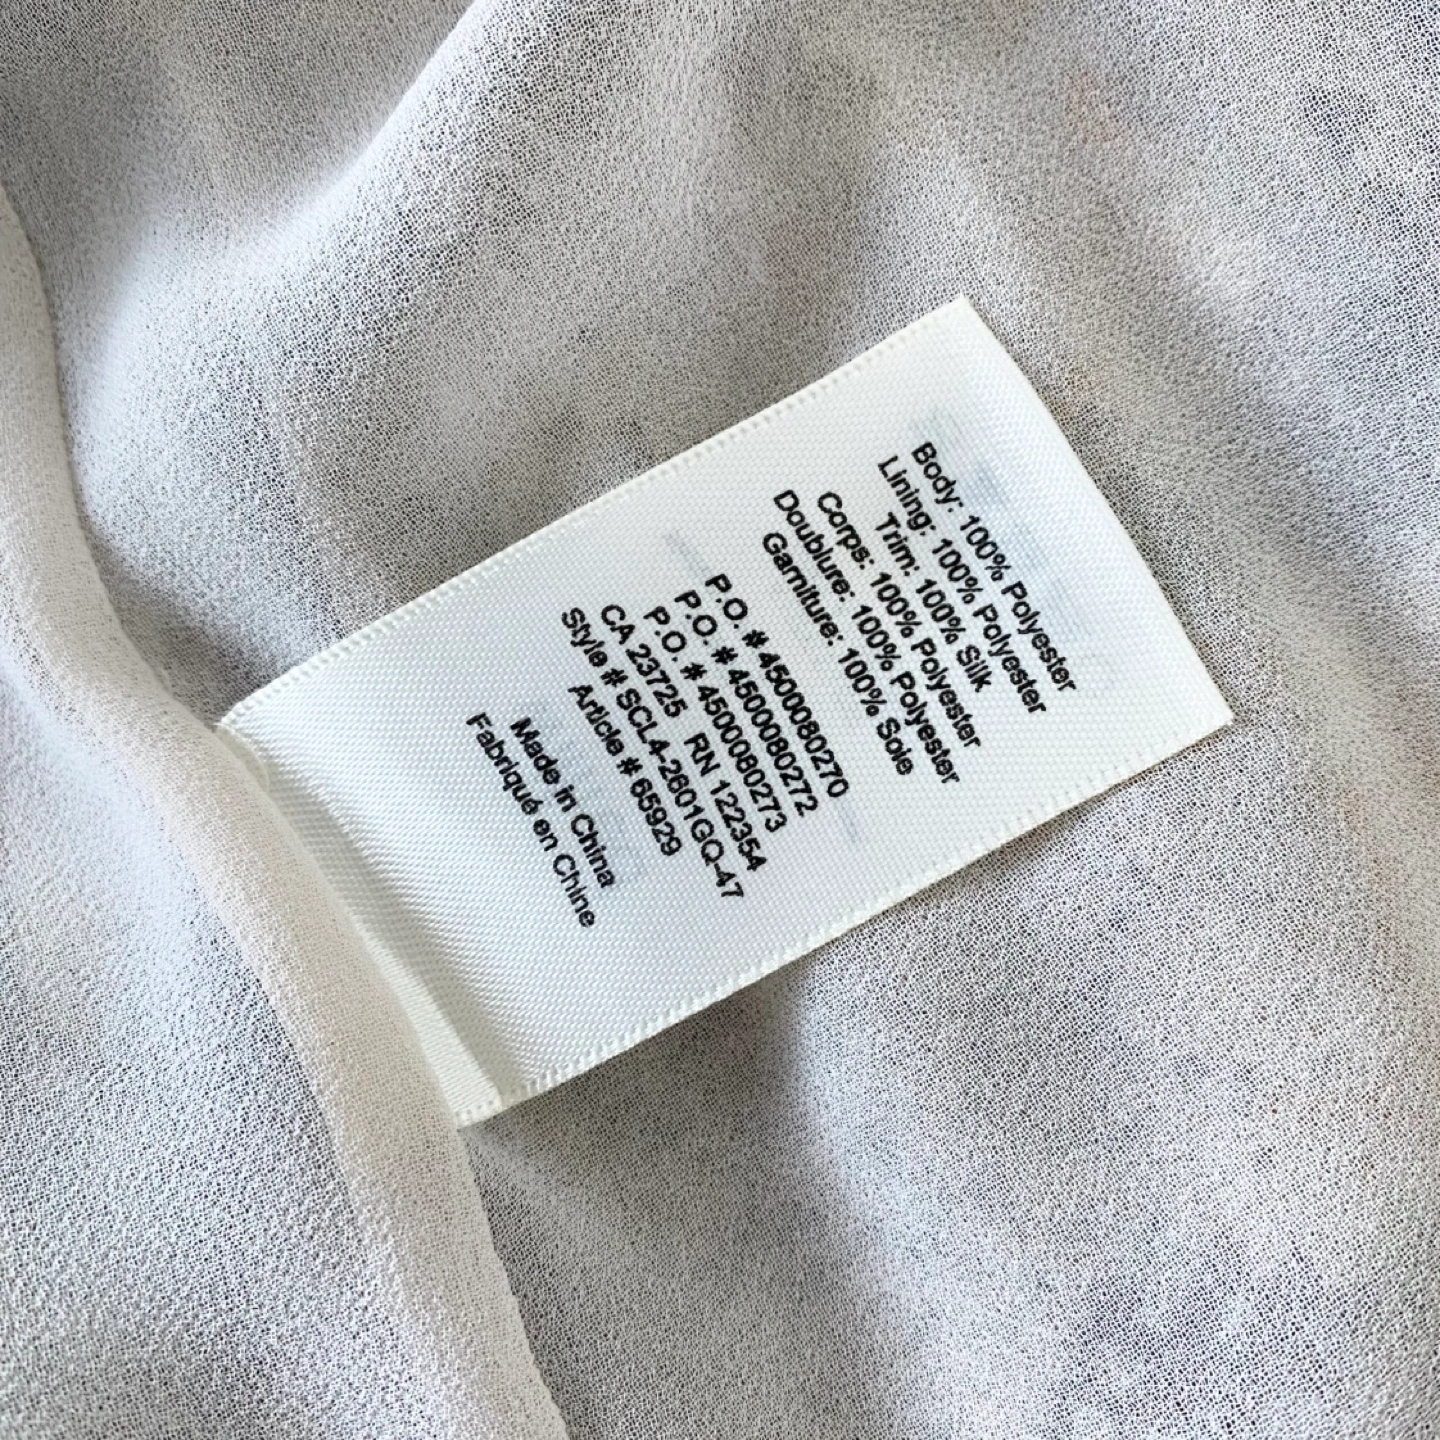 Body: 100% Polyester
Lining: 100% Polyester
Trim: 100% Silk
Corps: 100% Polyester
Doublure: 100% Polyester
Garniture: 100% Soie
P.O. # 4500080270
P.O. # 4500080272
P.O. # 4500080273
CA 23725 RN 122354
Style # SCL4-2601GQ-47
Article # 65929
Made in China
Fabriqué en Chine